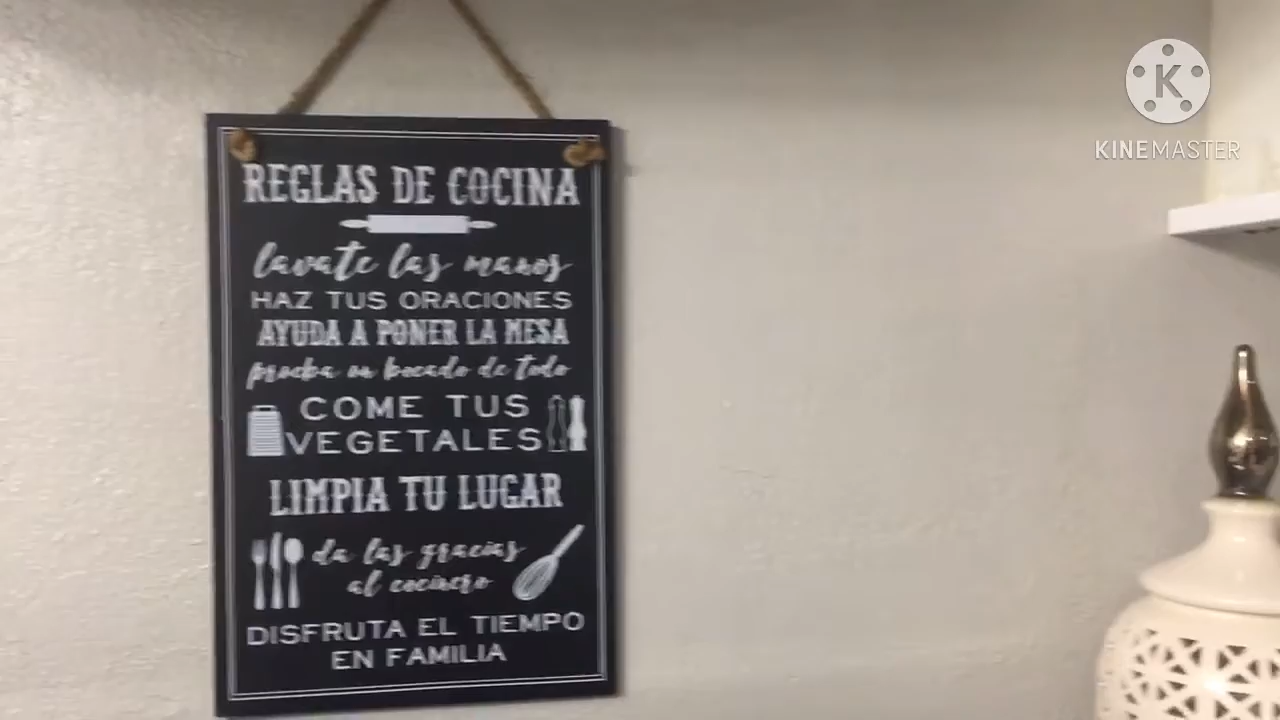 REGLAS DE COCINA
lavate las manos
HAZ TUS ORACIONES
AYUDA A PONER LA MESA
prueba un bocado de todo
COME TUS
VEGETALES
LIMPIA TU LUGAR
da las gracias
al cocinero
DISFRUTA EL TIEMPO
EN FAMILIA
K
KINEMASTER